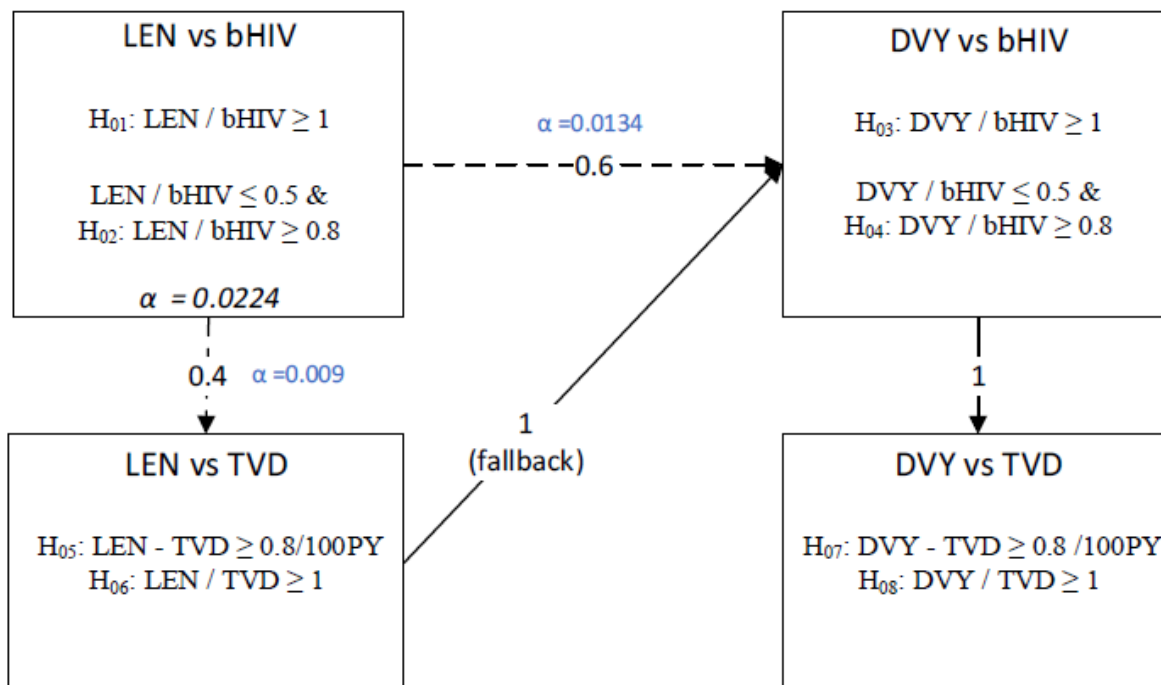 LEN vs bHIV
H₀₁: LEN / bHIV ≥ 1
LEN / bHIV ≤ 0.5 &
H₀₂: LEN / bHIV ≥ 0.8
α = 0.0224
α =0.0134
0.6
DVY vs bHIV
H₀₃: DVY / bHIV ≥ 1
DVY / bHIV ≤ 0.5 &
H₀₄: DVY / bHIV ≥ 0.8
0.4
α =0.009
1
(fallback)
1
LEN vs TVD
H₀₅: LEN - TVD ≥ 0.8/100PY
H₀₆: LEN / TVD ≥ 1
DVY vs TVD
H₀₇: DVY - TVD ≥ 0.8 /100PY
H₀₈: DVY / TVD ≥ 1